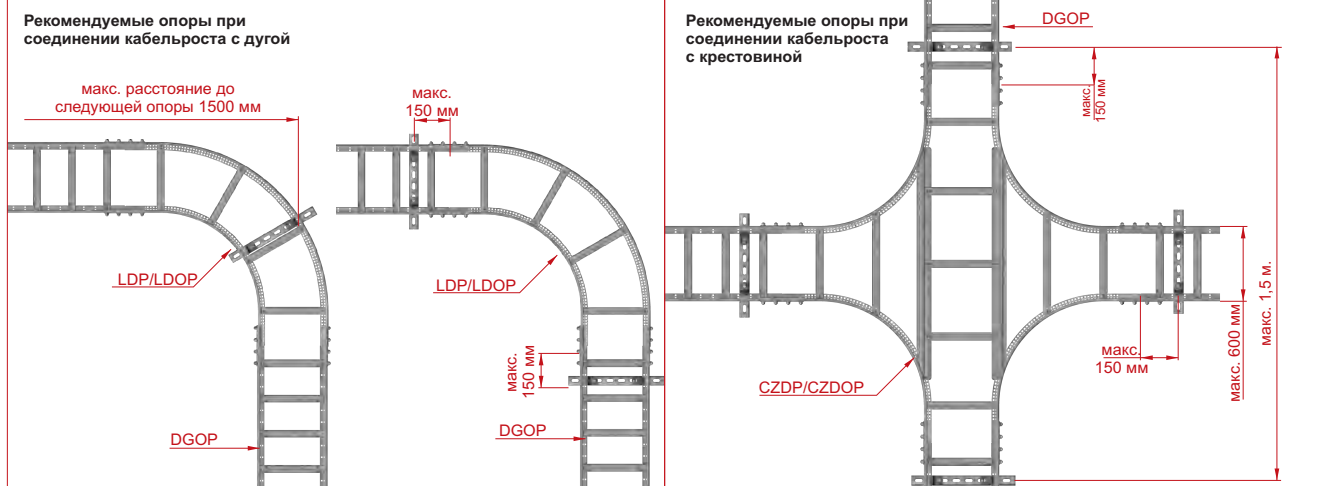 Рекомендуемые опоры при
соединении кабельроста с дугой
макс. расстояние до
следующей опоры 1500 мм
LDP/LDOP
DGOP
макс.
150 мм
LDP/LDOP
макс.
150 мм
DGOP
Рекомендуемые опоры при
соединении кабельроста
с крестовиной
DGOP
макс.
150 мм
CZDP/CZDOP
макс.
150 мм
макс. 600 мм
макс. 1,5 м.